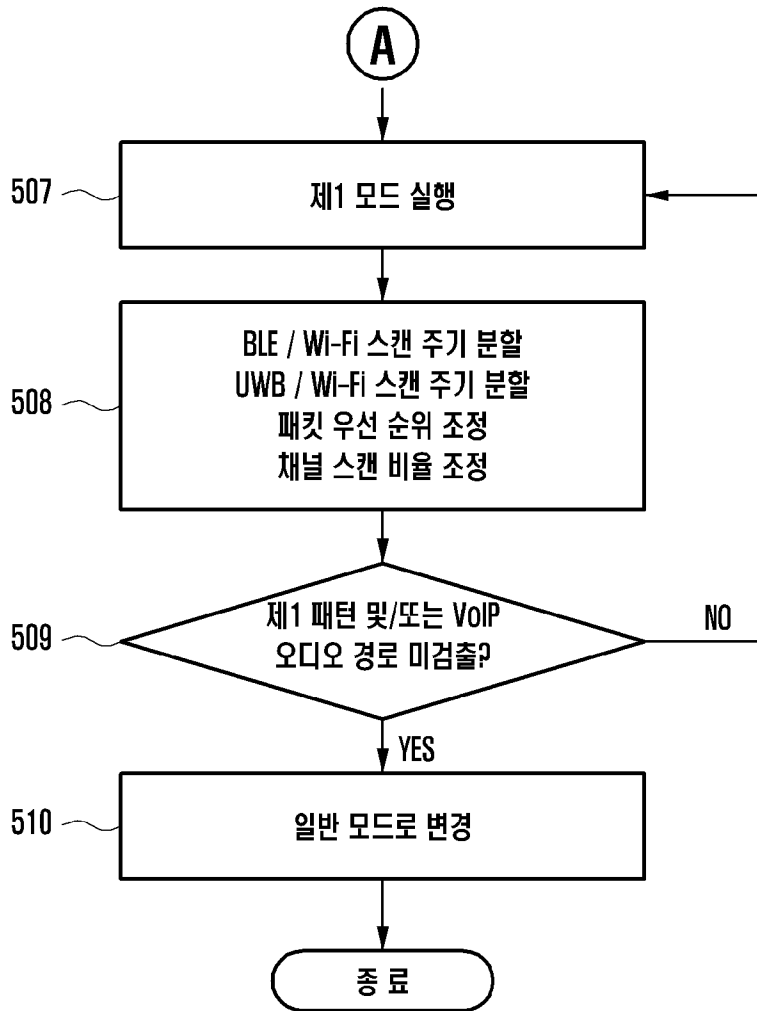 A
507
제1 모드 실행
508
BLE / Wi-Fi 스캔 주기 분할
UWB / Wi-Fi 스캔 주기 분할
패킷 우선 순위 조정
채널 스캔 비율 조정
509
제1 패턴 및/또는 VoIP
오디오 경로 미검출?
NO
YES
510
일반 모드로 변경
종 료